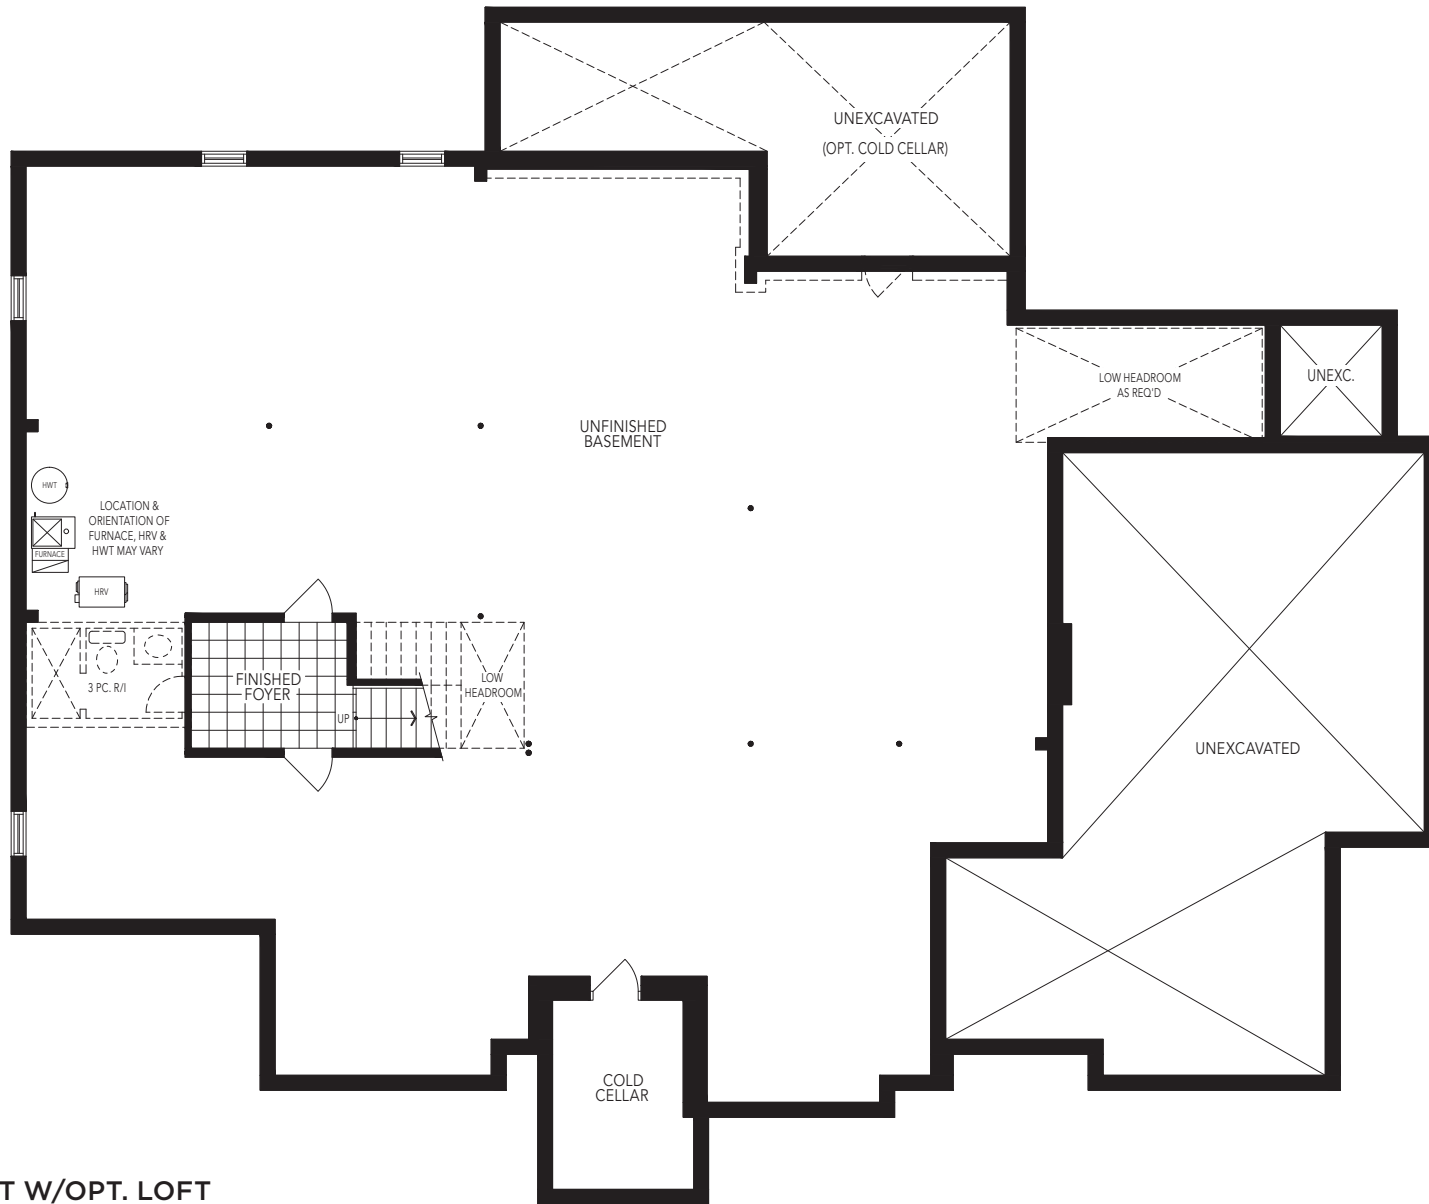 UNEXCAVATED
(OPT. COLD CELLAR)
LOW HEADROOM
AS REQ'D
UNEXC.
UNFINISHED
BASEMENT
HWT
LOCATION &
ORIENTATION OF
FURNACE, HRV &
HWT MAY VARY
FURNACE
HRV
3 PC. R/I
FINISHED
FOYER
LOW
HEADROOM
UP
UNEXCAVATED
COLD
CELLAR
T W/OPT. LOFT